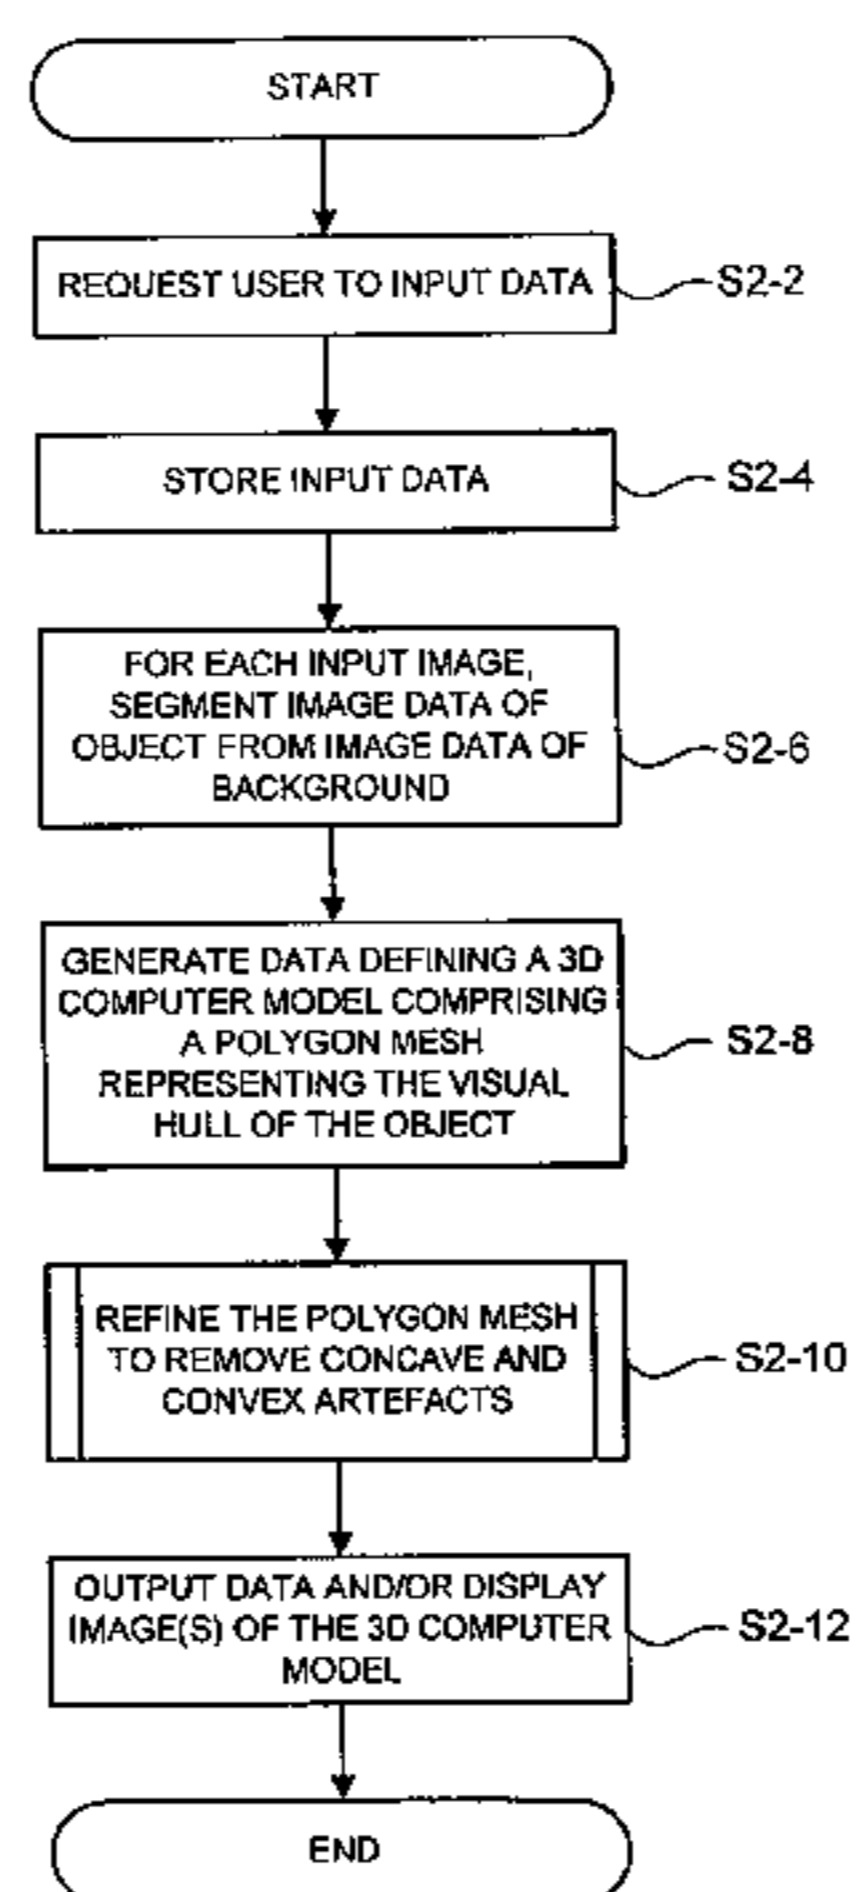 START
REQUEST USER TO INPUT DATA
S2-2
STORE INPUT DATA
S2-4
FOR EACH INPUT IMAGE,
SEGMENT IMAGE DATA OF
OBJECT FROM IMAGE DATA OF
BACKGROUND
S2-6
GENERATE DATA DEFINING A 3D
COMPUTER MODEL COMPRISING
A POLYGON MESH
REPRESENTING THE VISUAL
HULL OF THE OBJECT
S2-8
REFINE THE POLYGON MESH
TO REMOVE CONCAVE AND
CONVEX ARTEFACTS
S2-10
OUTPUT DATA AND/OR DISPLAY
IMAGE(S) OF THE 3D COMPUTER
MODEL
S2-12
END